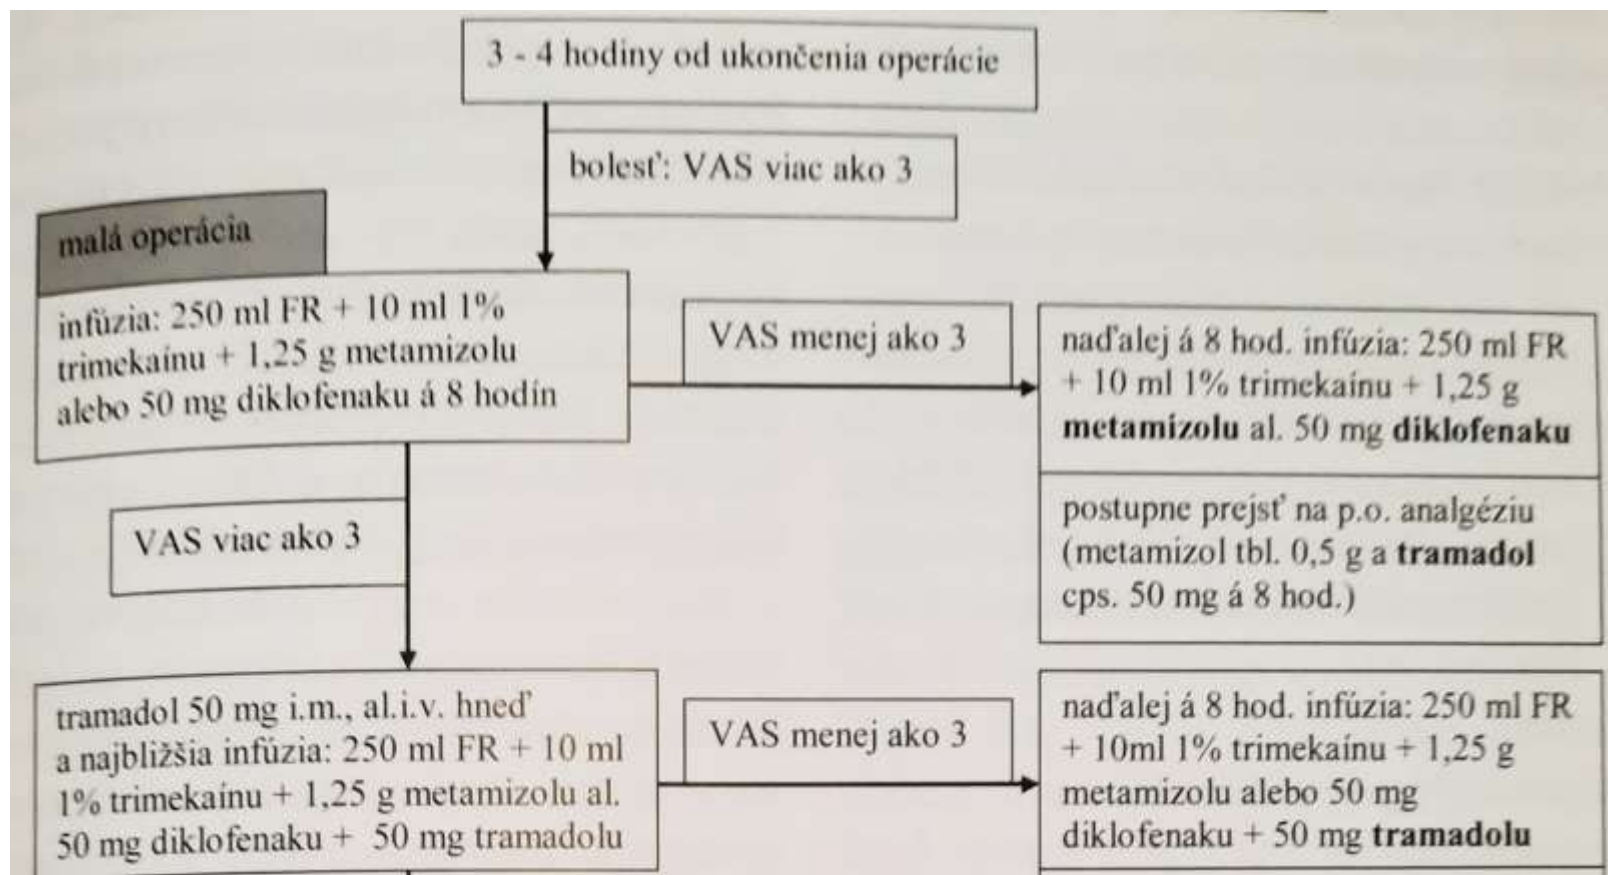 3 - 4 hodiny od ukončenia operácie
bolesť: VAS viac ako 3
malá operácia
infúzia: 250 ml FR + 10 ml 1%
trimekaínu + 1,25 g metamizolu
alebo 50 mg diklofenaku á 8 hodín
VAS menej ako 3
naďalej á 8 hod. infúzia: 250 ml FR
+ 10 ml 1% trimekaínu + 1,25 g
metamizolu al. 50 mg diklofenaku
postupne prejsť na p.o. analgéziu
(metamizol tbl. 0,5 g a tramadol
cps. 50 mg á 8 hod.)
VAS viac ako 3
tramadol 50 mg i.m., al.i.v. hneď
a najbližšia infúzia: 250 ml FR + 10 ml
1% trimekaínu + 1,25 g metamizolu al.
50 mg diklofenaku + 50 mg tramadolu
VAS menej ako 3
naďalej á 8 hod. infúzia: 250 ml FR
+ 10ml 1% trimekaínu + 1,25 g
metamizolu alebo 50 mg
diklofenaku + 50 mg tramadolu